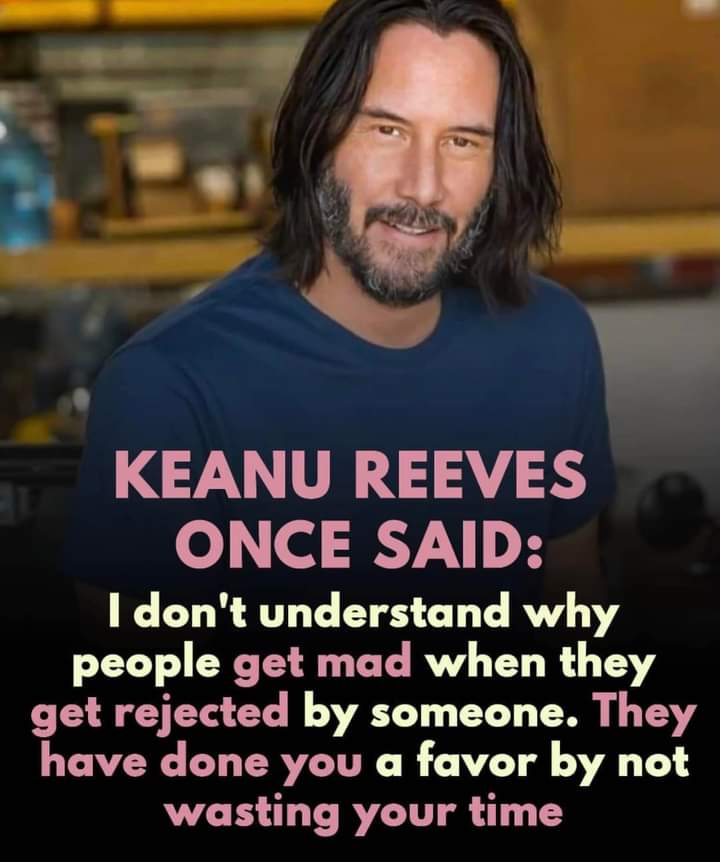 KEANU REEVES
ONCE SAID:
I don't understand why
people get mad when they
get rejected by someone. They
have done you a favor by not
wasting your time